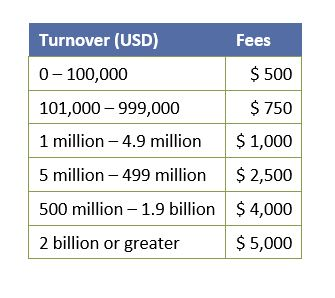 Turnover (USD) Fees
0 – 100,000 $ 500
101,000 – 999,000 $ 750
1 million – 4.9 million $ 1,000
5 million – 499 million $ 2,500
500 million – 1.9 billion $ 4,000
2 billion or greater $ 5,000